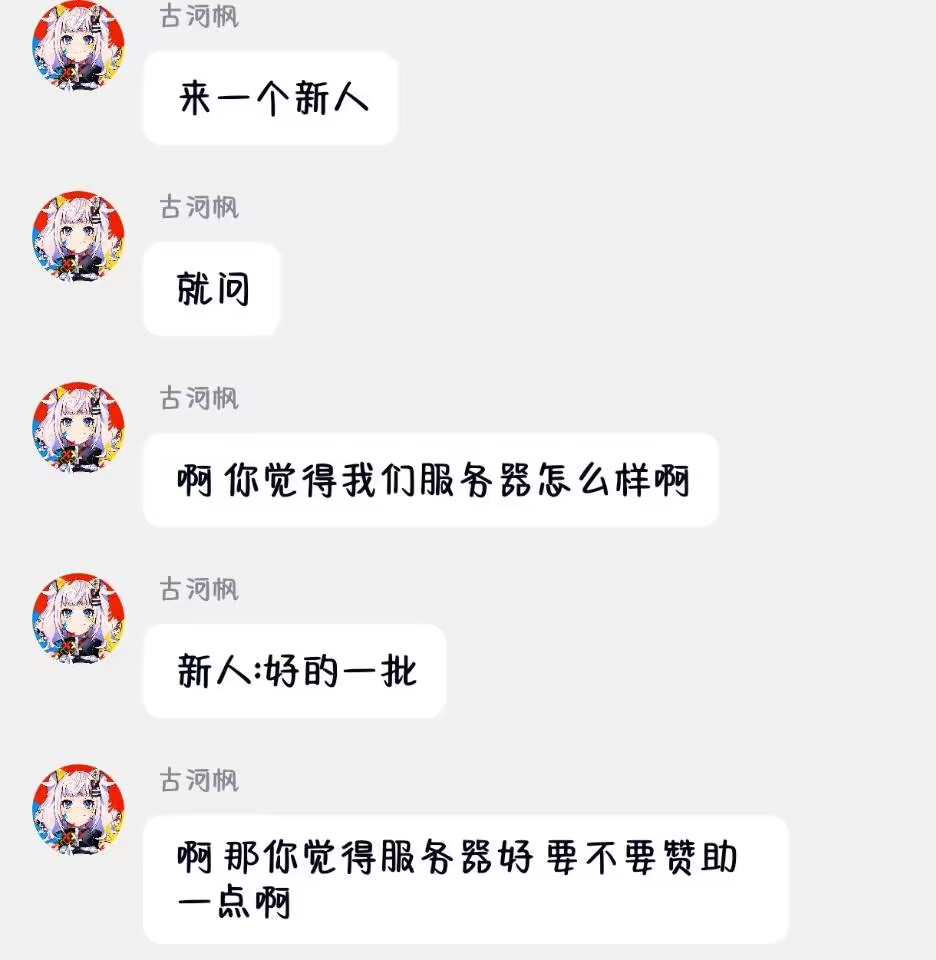 古河枫
来一个新人
古河枫
就问
古河枫
啊 你觉得我们服务器怎么样啊
古河枫
新人:好的一批
古河枫
啊 那你觉得服务器好 要不要赞助
一点啊